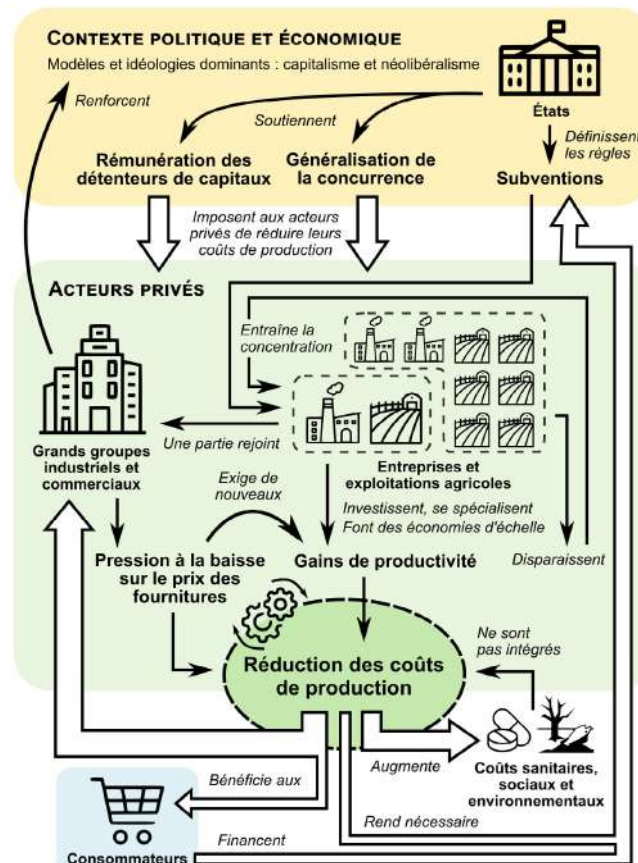 CONTEXTE POLITIQUE ET ÉCONOMIQUE
Modèles et idéologies dominants : capitalisme et néolibéralisme
Renforcent
Soutiennent
États
Définissent
les règles
Rémunération des
détenteurs de capitaux
Généralisation de
la concurrence
Subventions
Imposent aux acteurs
privés de réduire leurs
coûts de production
ACTEURS PRIVÉS
Entraîne la
concentration
Une partie rejoint
Grands groupes
industriels et
commerciaux
Entreprises et
exploitations agricoles
Exige de
nouveaux
Investissent, se spécialisent
Font des économies d'échelle
Pression à la baisse
sur le prix des
fournitures
Gains de productivité
Disparaissent
Réduction des coûts
de production
Ne sont
pas intégrés
Augmente
Coûts sanitaires,
sociaux et
environnementaux
Bénéficie aux
Rend nécessaire
Consommateurs
Financent